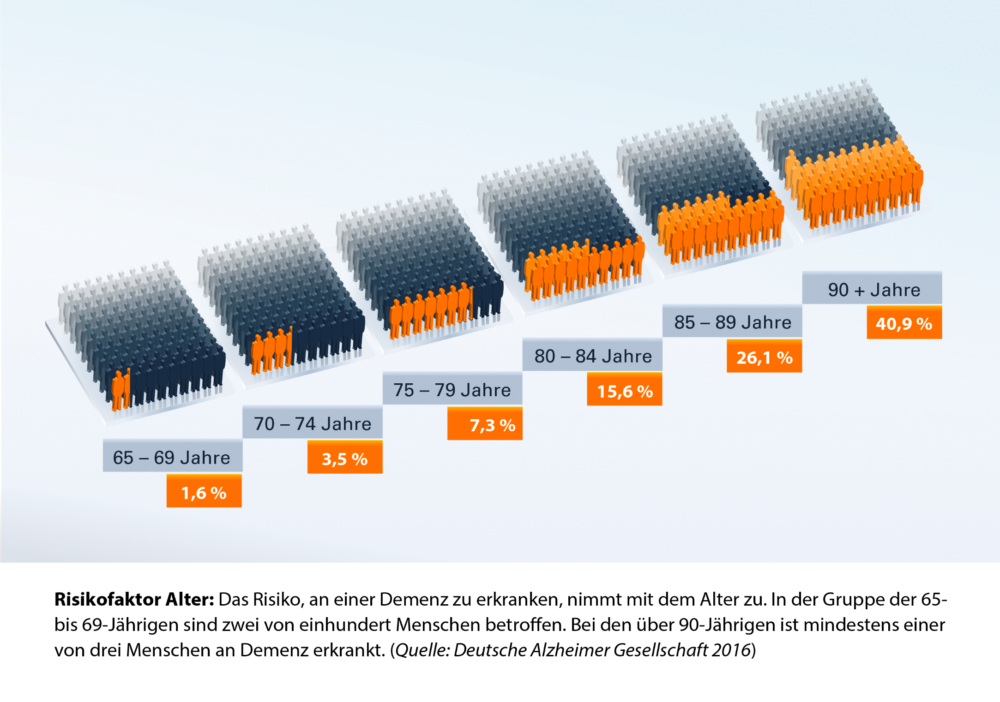 90 + Jahre
40,9 %
85 – 89 Jahre
26,1 %
80 – 84 Jahre
15,6 %
75 – 79 Jahre
7,3 %
70 – 74 Jahre
3,5 %
65 – 69 Jahre
1,6 %
Risikofaktor Alter: Das Risiko, an einer Demenz zu erkranken, nimmt mit dem Alter zu. In der Gruppe der 65-
bis 69-Jährigen sind zwei von einhundert Menschen betroffen. Bei den über 90-Jährigen ist mindestens einer
von drei Menschen an Demenz erkrankt. (Quelle: Deutsche Alzheimer Gesellschaft 2016)